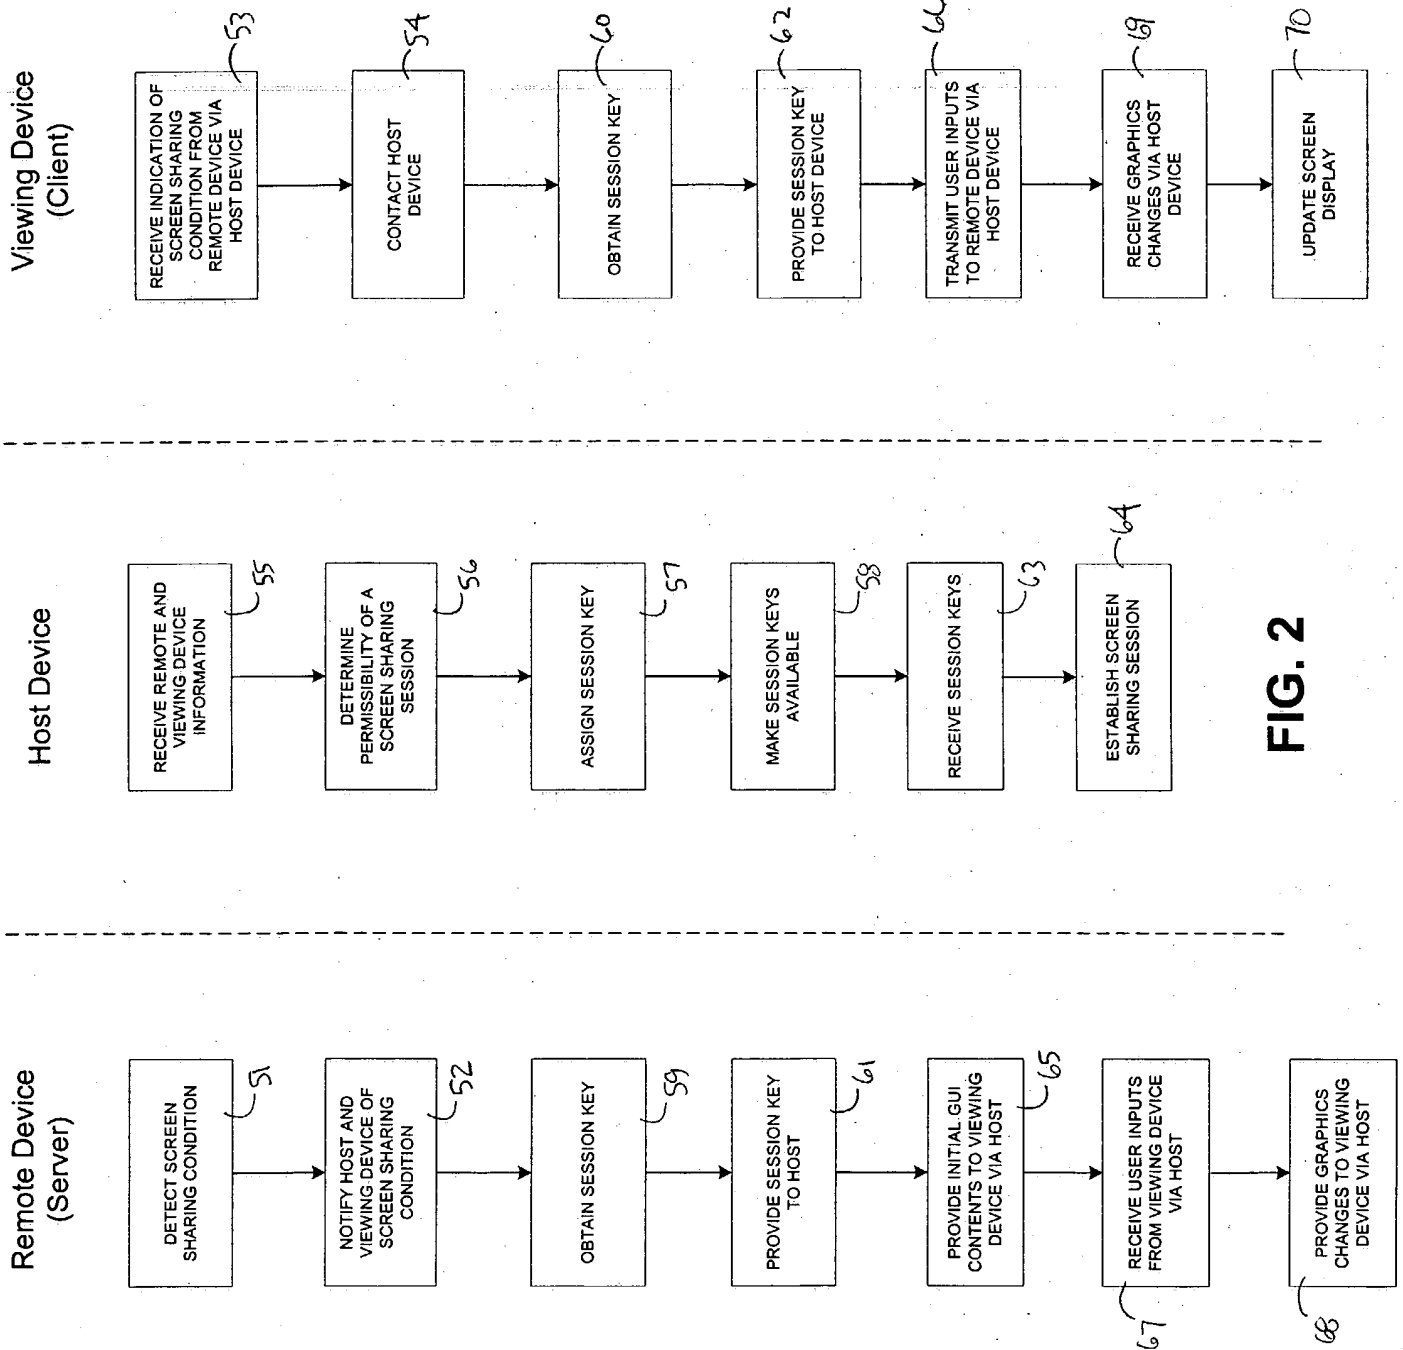 Remote Device
(Server)
DETECT SCREEN
SHARING CONDITION
51
NOTIFY HOST AND
VIEWING DEVICE OF
SCREEN SHARING
CONDITION
52
OBTAIN SESSION KEY
59
PROVIDE SESSION KEY
TO HOST
61
PROVIDE INITIAL GUI
CONTENTS TO VIEWING
DEVICE VIA HOST
65
RECEIVE USER INPUTS
FROM VIEWING DEVICE
VIA HOST
67
PROVIDE GRAPHICS
CHANGES TO VIEWING
DEVICE VIA HOST
68
Host Device
RECEIVE REMOTE AND
VIEWING DEVICE
INFORMATION
55
DETERMINE
PERMISSIBILITY OF A
SCREEN SHARING
SESSION
56
ASSIGN SESSION KEY
57
MAKE SESSION KEYS
AVAILABLE
58
RECEIVE SESSION KEYS
63
ESTABLISH SCREEN
SHARING SESSION
64
Viewing Device
(Client)
RECEIVE INDICATION OF
SCREEN SHARING
CONDITION FROM
REMOTE DEVICE VIA
HOST DEVICE
53
CONTACT HOST
DEVICE
54
OBTAIN SESSION KEY
60
PROVIDE SESSION KEY
TO HOST DEVICE
62
TRANSMIT USER INPUTS
TO REMOTE DEVICE VIA
HOST DEVICE
66
RECEIVE GRAPHICS
CHANGES VIA HOST
DEVICE
69
UPDATE SCREEN
DISPLAY
70
FIG. 2